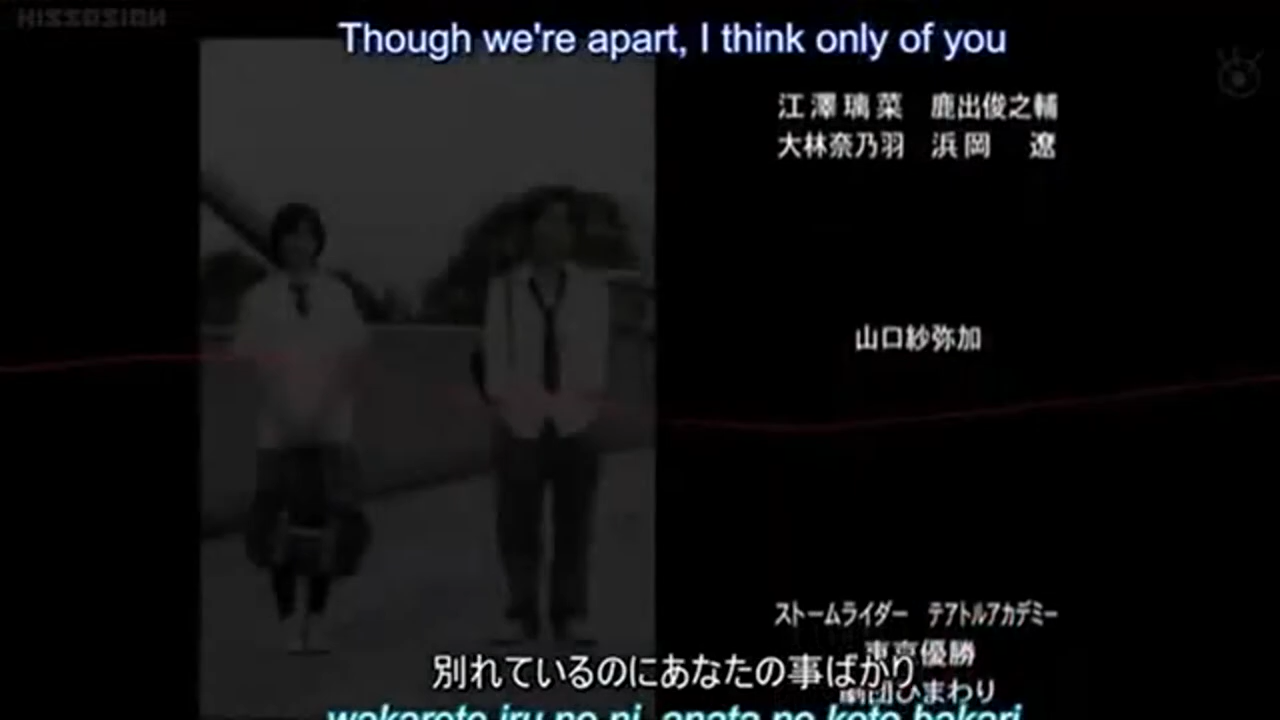 HISSOSION
Though we're apart, I think only of you
江澤璃菜 鹿出俊之輔
大林奈乃羽 浜岡 遼
山口紗弥加
ストームライダー テアトルアカデミー
東京優勝
劇団ひまわり
別れているのにあなたの事ばかり
wakarete iru no ni, anata no koto bakari